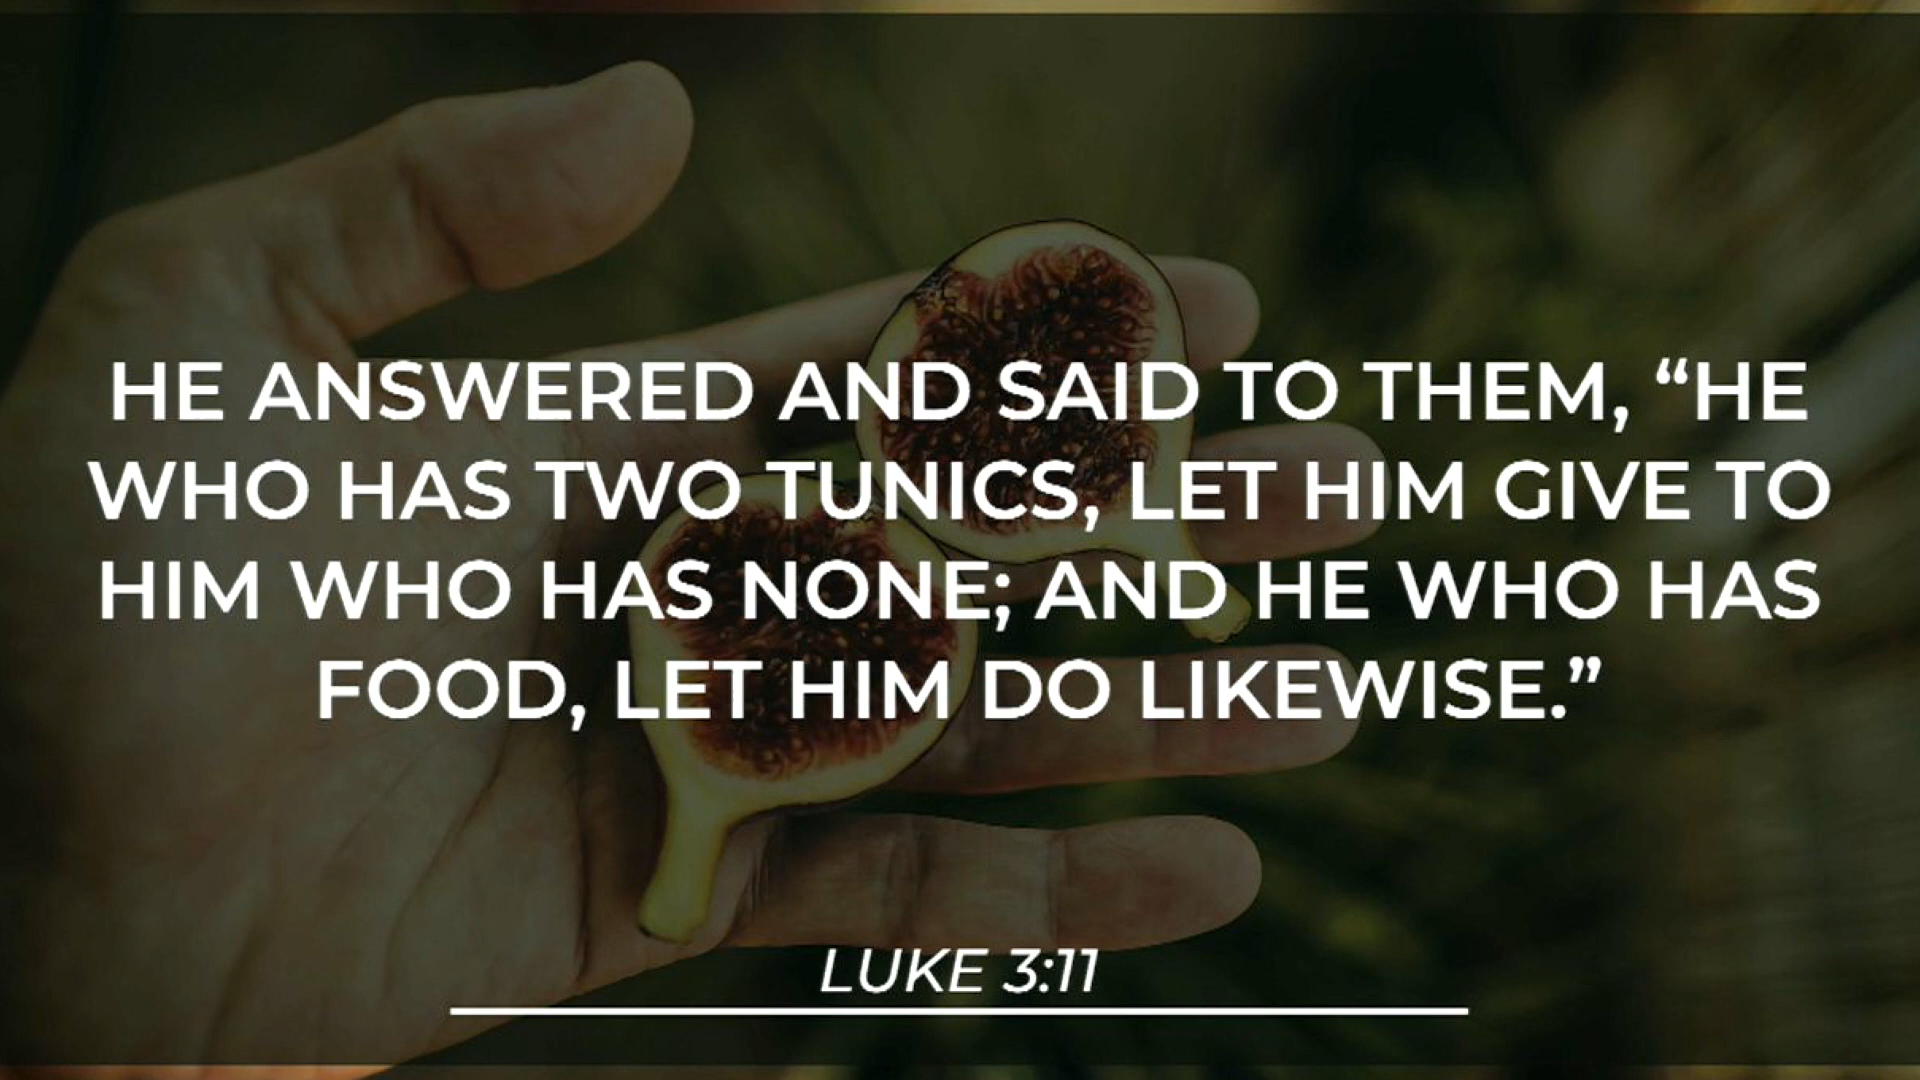 HE ANSWERED AND SAID TO THEM, “HE
WHO HAS TWO TUNICS, LET HIM GIVE TO
HIM WHO HAS NONE; AND HE WHO HAS
FOOD, LET HIM DO LIKEWISE.”
LUKE 3:11